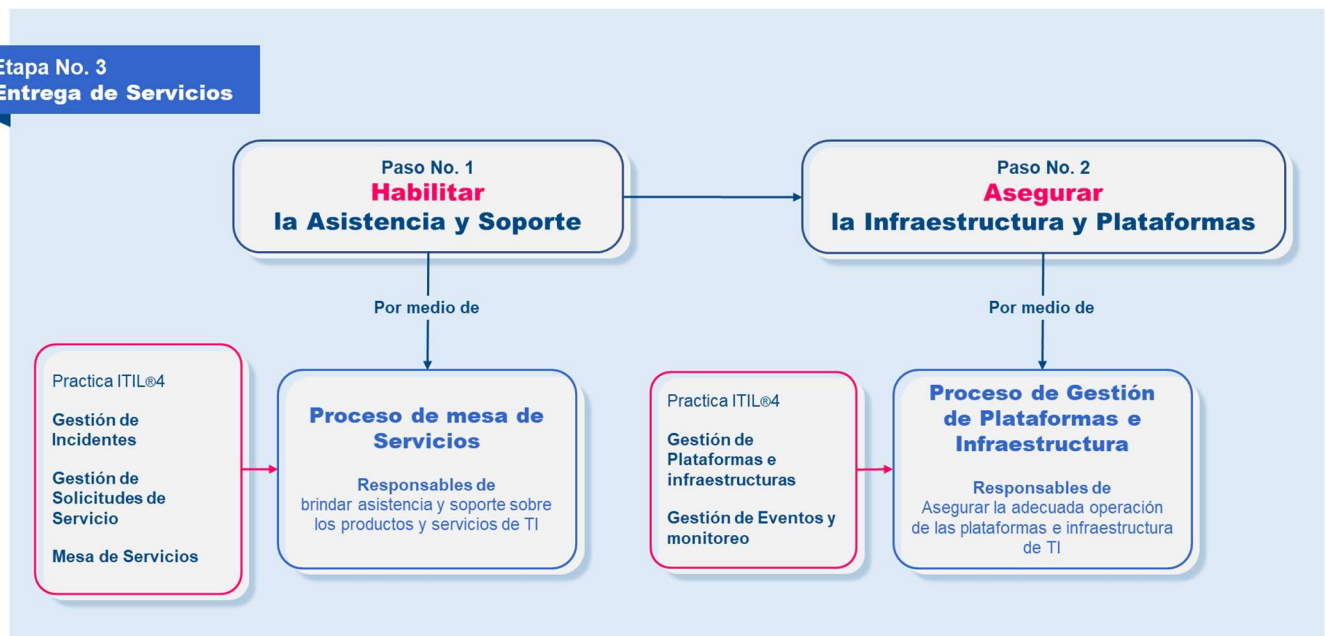 Etapa No. 3
Entrega de Servicios
Paso No. 1
Habilitar
la Asistencia y Soporte
Paso No. 2
Asegurar
la Infraestructura y Plataformas
Por medio de
Por medio de
Practica ITIL®4
Gestión de
Incidentes
Gestión de
Solicitudes de
Servicio
Mesa de Servicios
Proceso de mesa de
Servicios
Responsables de
brindar asistencia y soporte sobre
los productos y servicios de TI
Practica ITIL®4
Gestión de
Plataformas e
infraestructuras
Gestión de Eventos y
monitoreo
Proceso de Gestión
de Plataformas e
Infraestructura
Responsables de
Asegurar la adecuada operación
de las plataformas e infraestructura
de TI